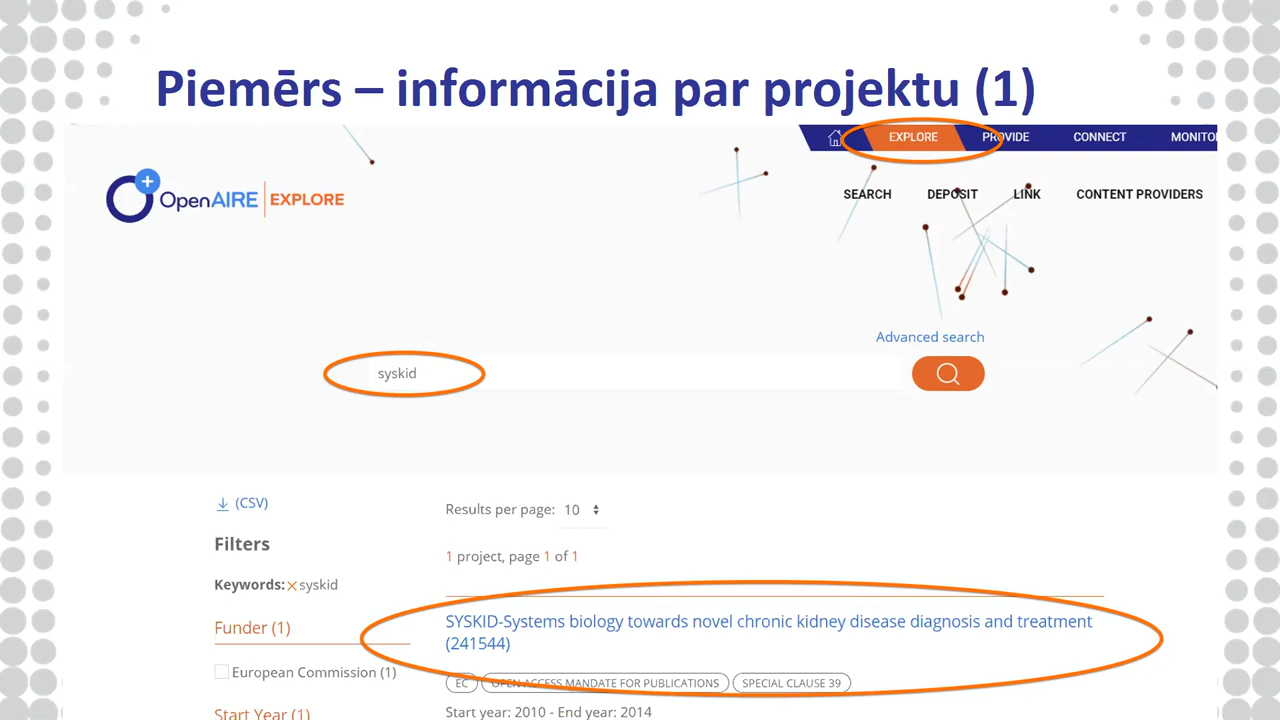 Piemērs – informācija par projektu (1)
EXPLORE PROVIDE CONNECT MONITO
OpenAIRE EXPLORE
SEARCH DEPOSIT LINK CONTENT PROVIDERS
Advanced search
syskid
(CSV)
Results per page: 10
Filters
1 project, page 1 of 1
Keywords: syskid
Funder (1)
SYSKID-Systems biology towards novel chronic kidney disease diagnosis and treatment
(241544)
European Commission (1)
EC OPEN ACCESS MANDATE FOR PUBLICATIONS SPECIAL CLAUSE 39
Start Year (1)
Start year: 2010 - End year: 2014